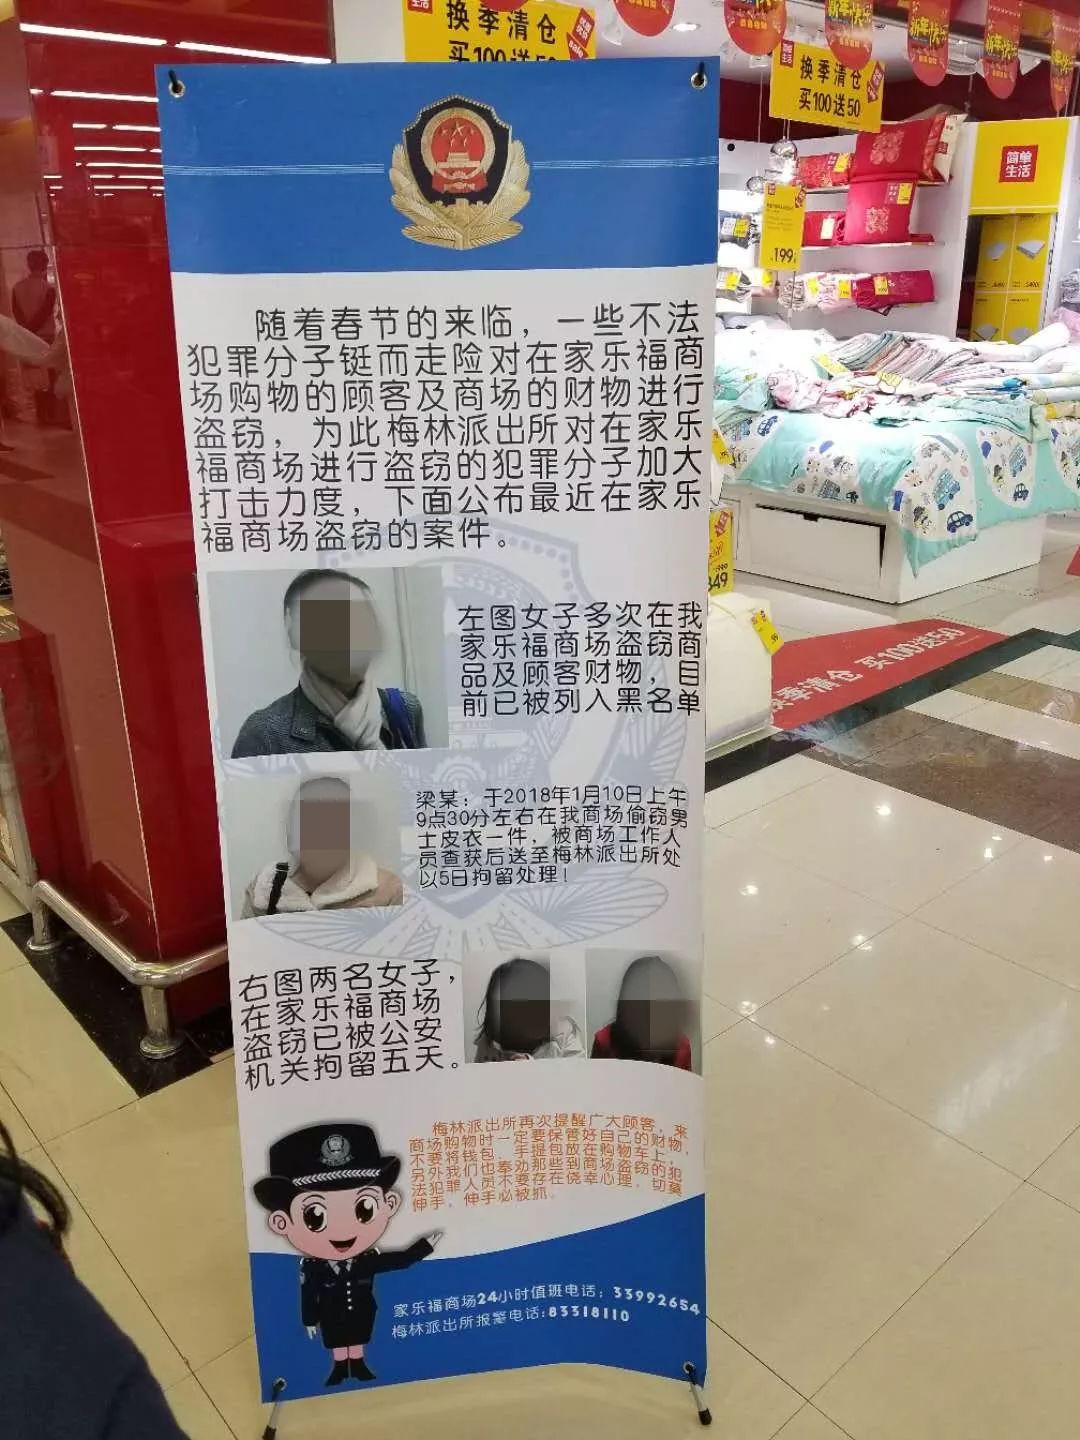 换季清仓
买100送50
sale
换季清仓
买100送50
新年快乐
简单
生活
199
349
换季清仓 买100送50
随着春节的来临，一些不法
犯罪分子铤而走险对在家乐福商
场购物的顾客及商场的财物进行
盗窃，为此梅林派出所对在家乐
福商场进行盗窃的犯罪分子加大
打击力度，下面公布最近在家乐
福商场盗窃的案件。
左图女子多次在我
家乐福商场盗窃商
品及顾客财物，目
前已被列入黑名单
梁某：于2018年1月10日上午
9点30分左右在我商场偷窃男
士皮衣一件，被商场工作人
员查获后送至梅林派出所处
以5日拘留处理！
右图两名女子，
在家乐福商场
盗窃已被公安
机关拘留五天。
梅林派出所再次提醒广大顾客，来
商场购物时一定要保管好自己的财物，
不要将钱包、手提包放在购物车上，
另外我们也奉劝那些到商场盗窃的犯
法犯罪人员不要存在侥幸心理，切莫
伸手，伸手必被抓。
家乐福商场24小时值班电话：33992654
梅林派出所报警电话:83318110